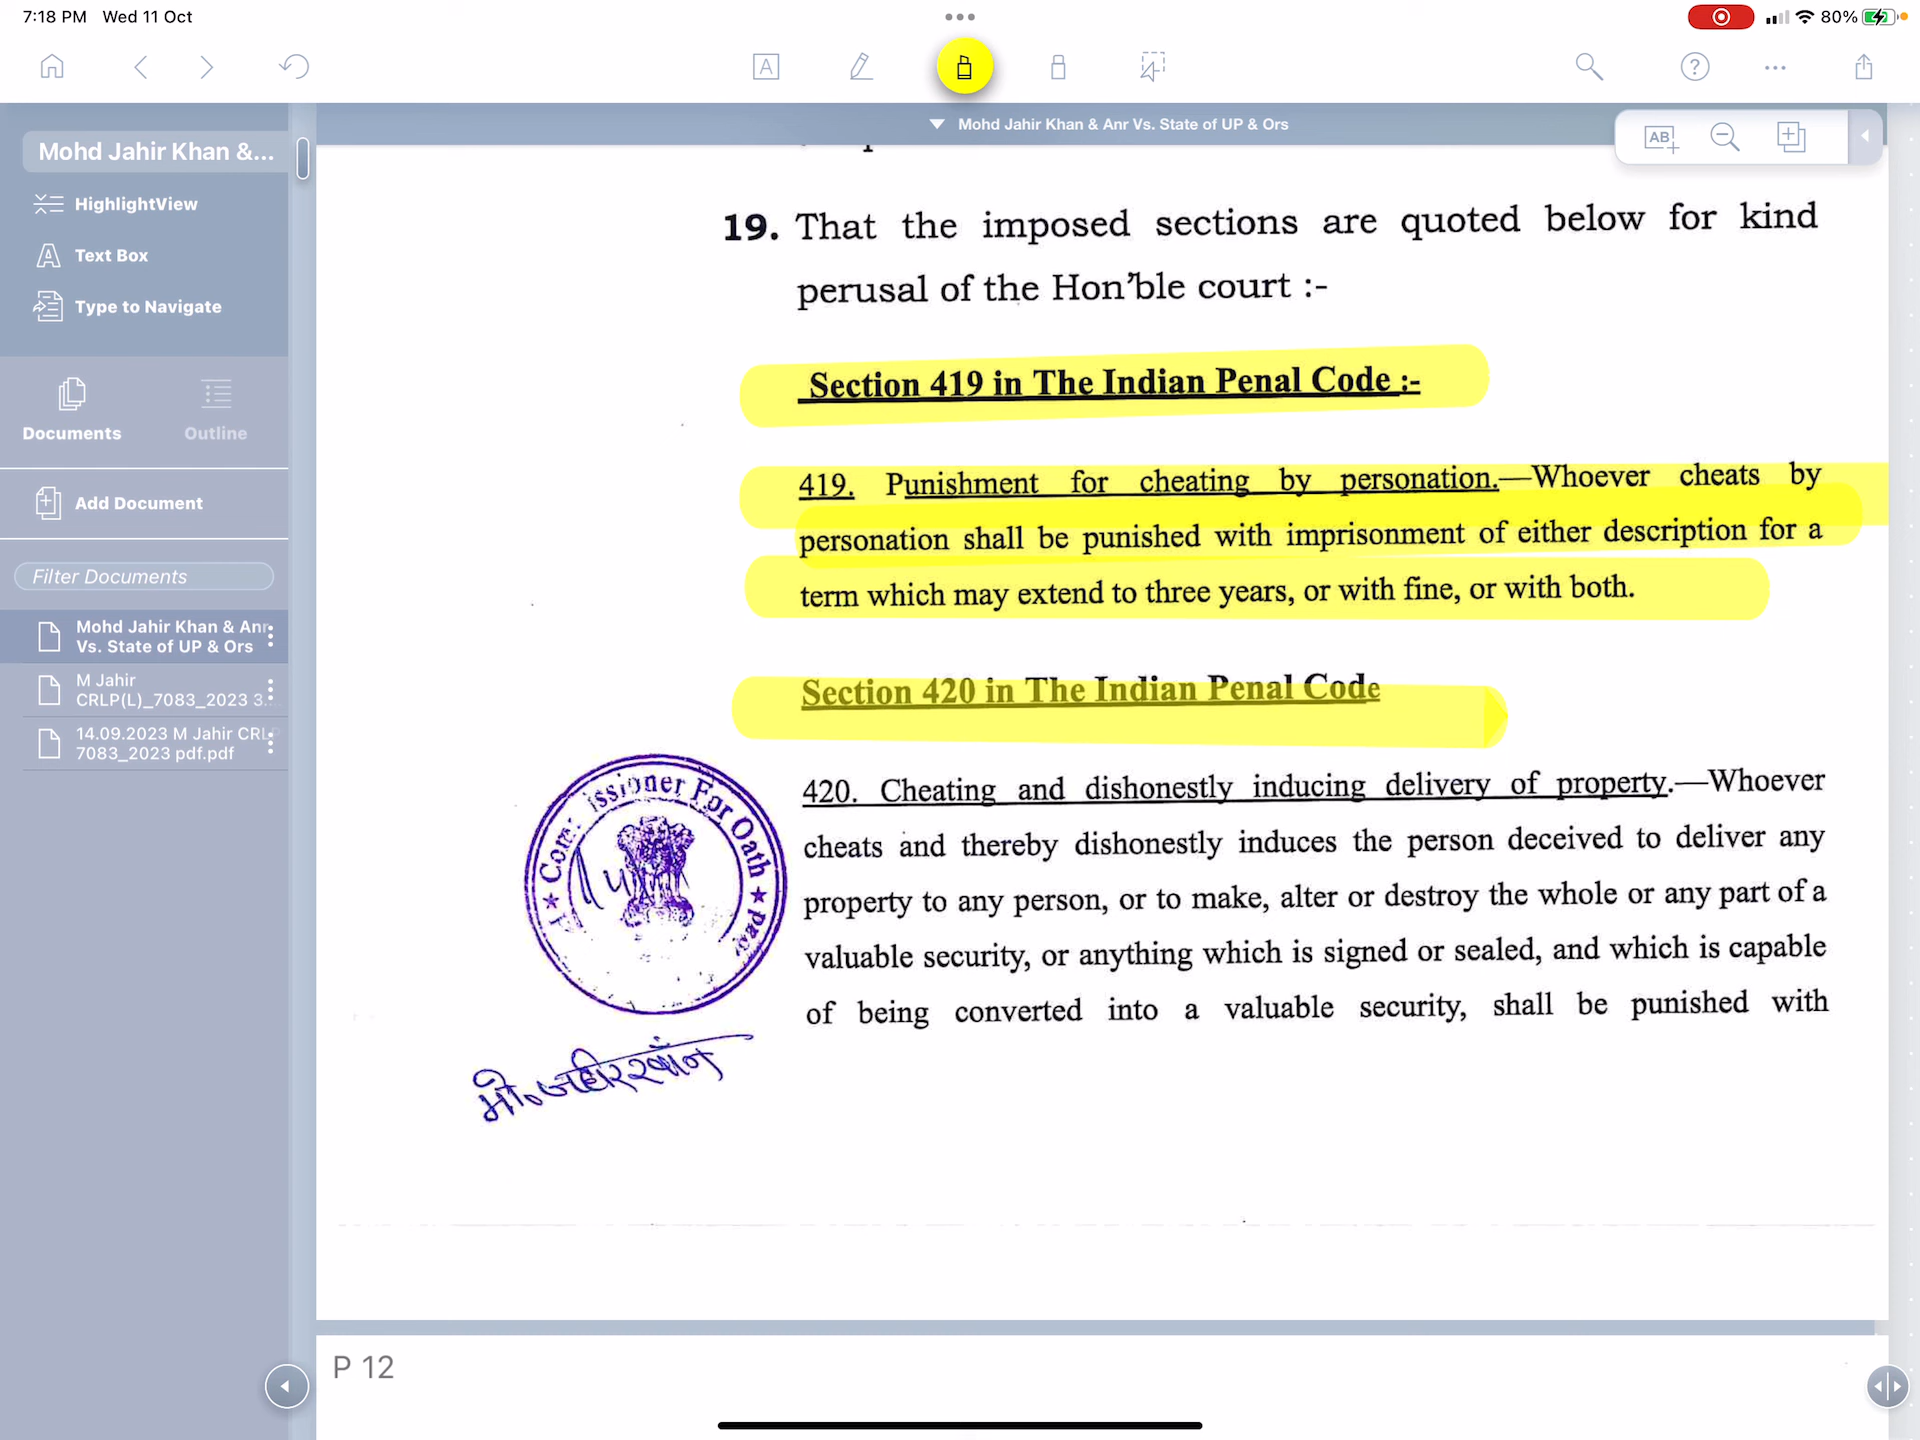 7:18 PM Wed 11 Oct
80%
A
?
Mohd Jahir Khan & Anr Vs. State of UP & Ors
AB
Mohd Jahir Khan &...
HighlightView
Text Box
Type to Navigate
Documents
Outline
Add Document
Filter Documents
Mohd Jahir Khan & Anr
Vs. State of UP & Ors
M Jahir
CRLP(L)_7083_2023 3...
14.09.2023 M Jahir CRLP
7083_2023 pdf.pdf
19. That the imposed sections are quoted below for kind
perusal of the Hon'ble court :-
Section 419 in The Indian Penal Code :-
419. Punishment for cheating by personation.—Whoever cheats by
personation shall be punished with imprisonment of either description for a
term which may extend to three years, or with fine, or with both.
Section 420 in The Indian Penal Code
420. Cheating and dishonestly inducing delivery of property.—Whoever
cheats and thereby dishonestly induces the person deceived to deliver any
property to any person, or to make, alter or destroy the whole or any part of a
valuable security, or anything which is signed or sealed, and which is capable
of being converted into a valuable security, shall be punished with
For Oath
मो० जहीर खाँन
P 12